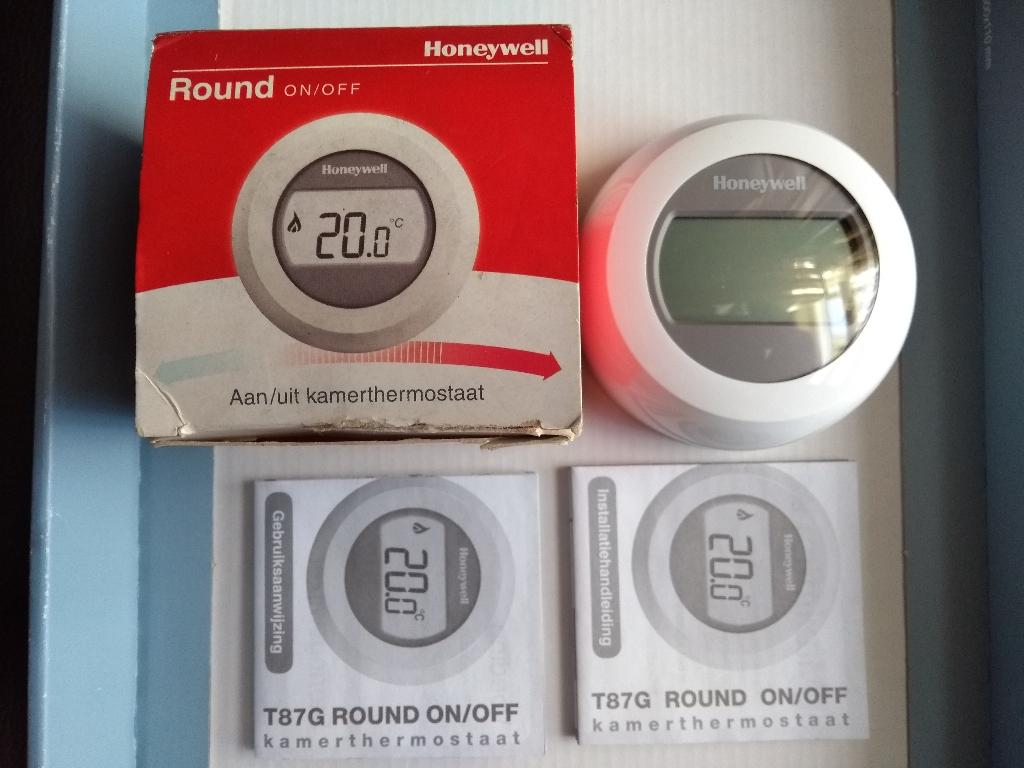 Honeywell
Round ON/OFF
Honeywell
20.0 °C
Aan/uit kamerthermostaat
Honeywell
Gebruiksaanwijzing
Honeywell
20.0 °C
T87G ROUND ON/OFF
kamerthermostaat
Installatiehandleiding
Honeywell
20.0 °C
T87G ROUND ON/OFF
kamerthermostaat